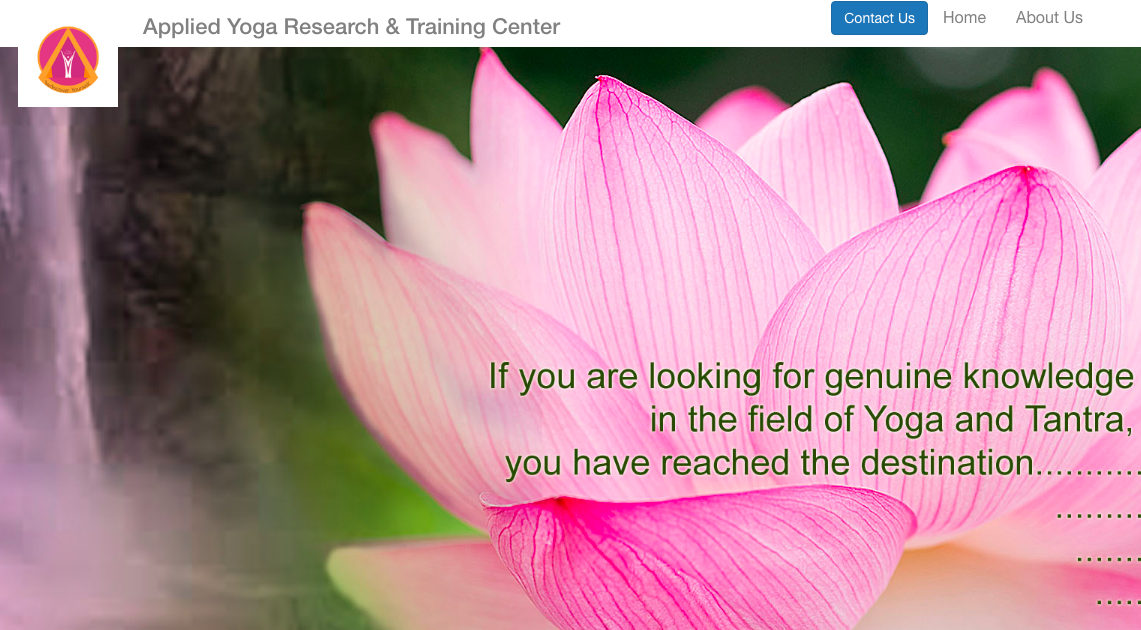 Applied Yoga Research & Training Center
Contact Us
Home
About Us
If you are looking for genuine knowledge
in the field of Yoga and Tantra,
you have reached the destination...........
.........
.......
.....